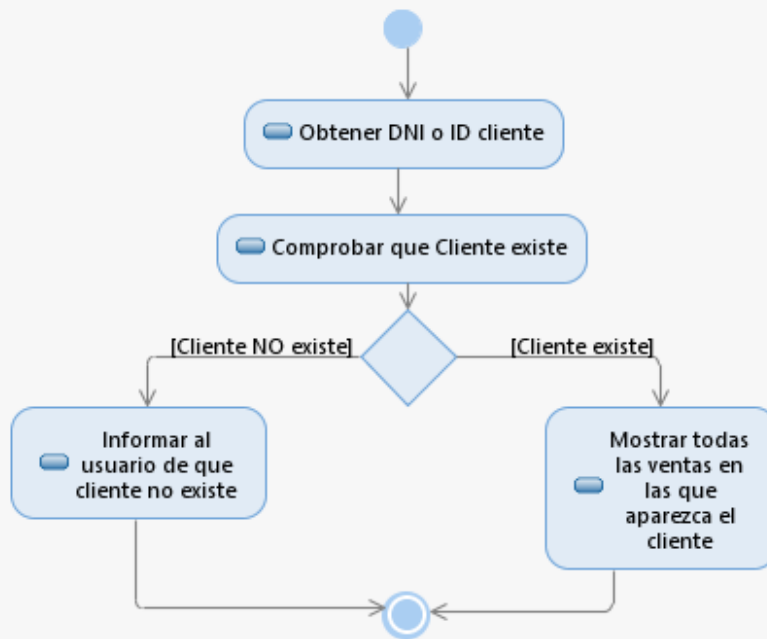 Obtener DNI o ID cliente
Comprobar que Cliente existe
[Cliente NO existe]
[Cliente existe]
Informar al
usuario de que
cliente no existe
Mostrar todas
las ventas en
las que
aparezca el
cliente